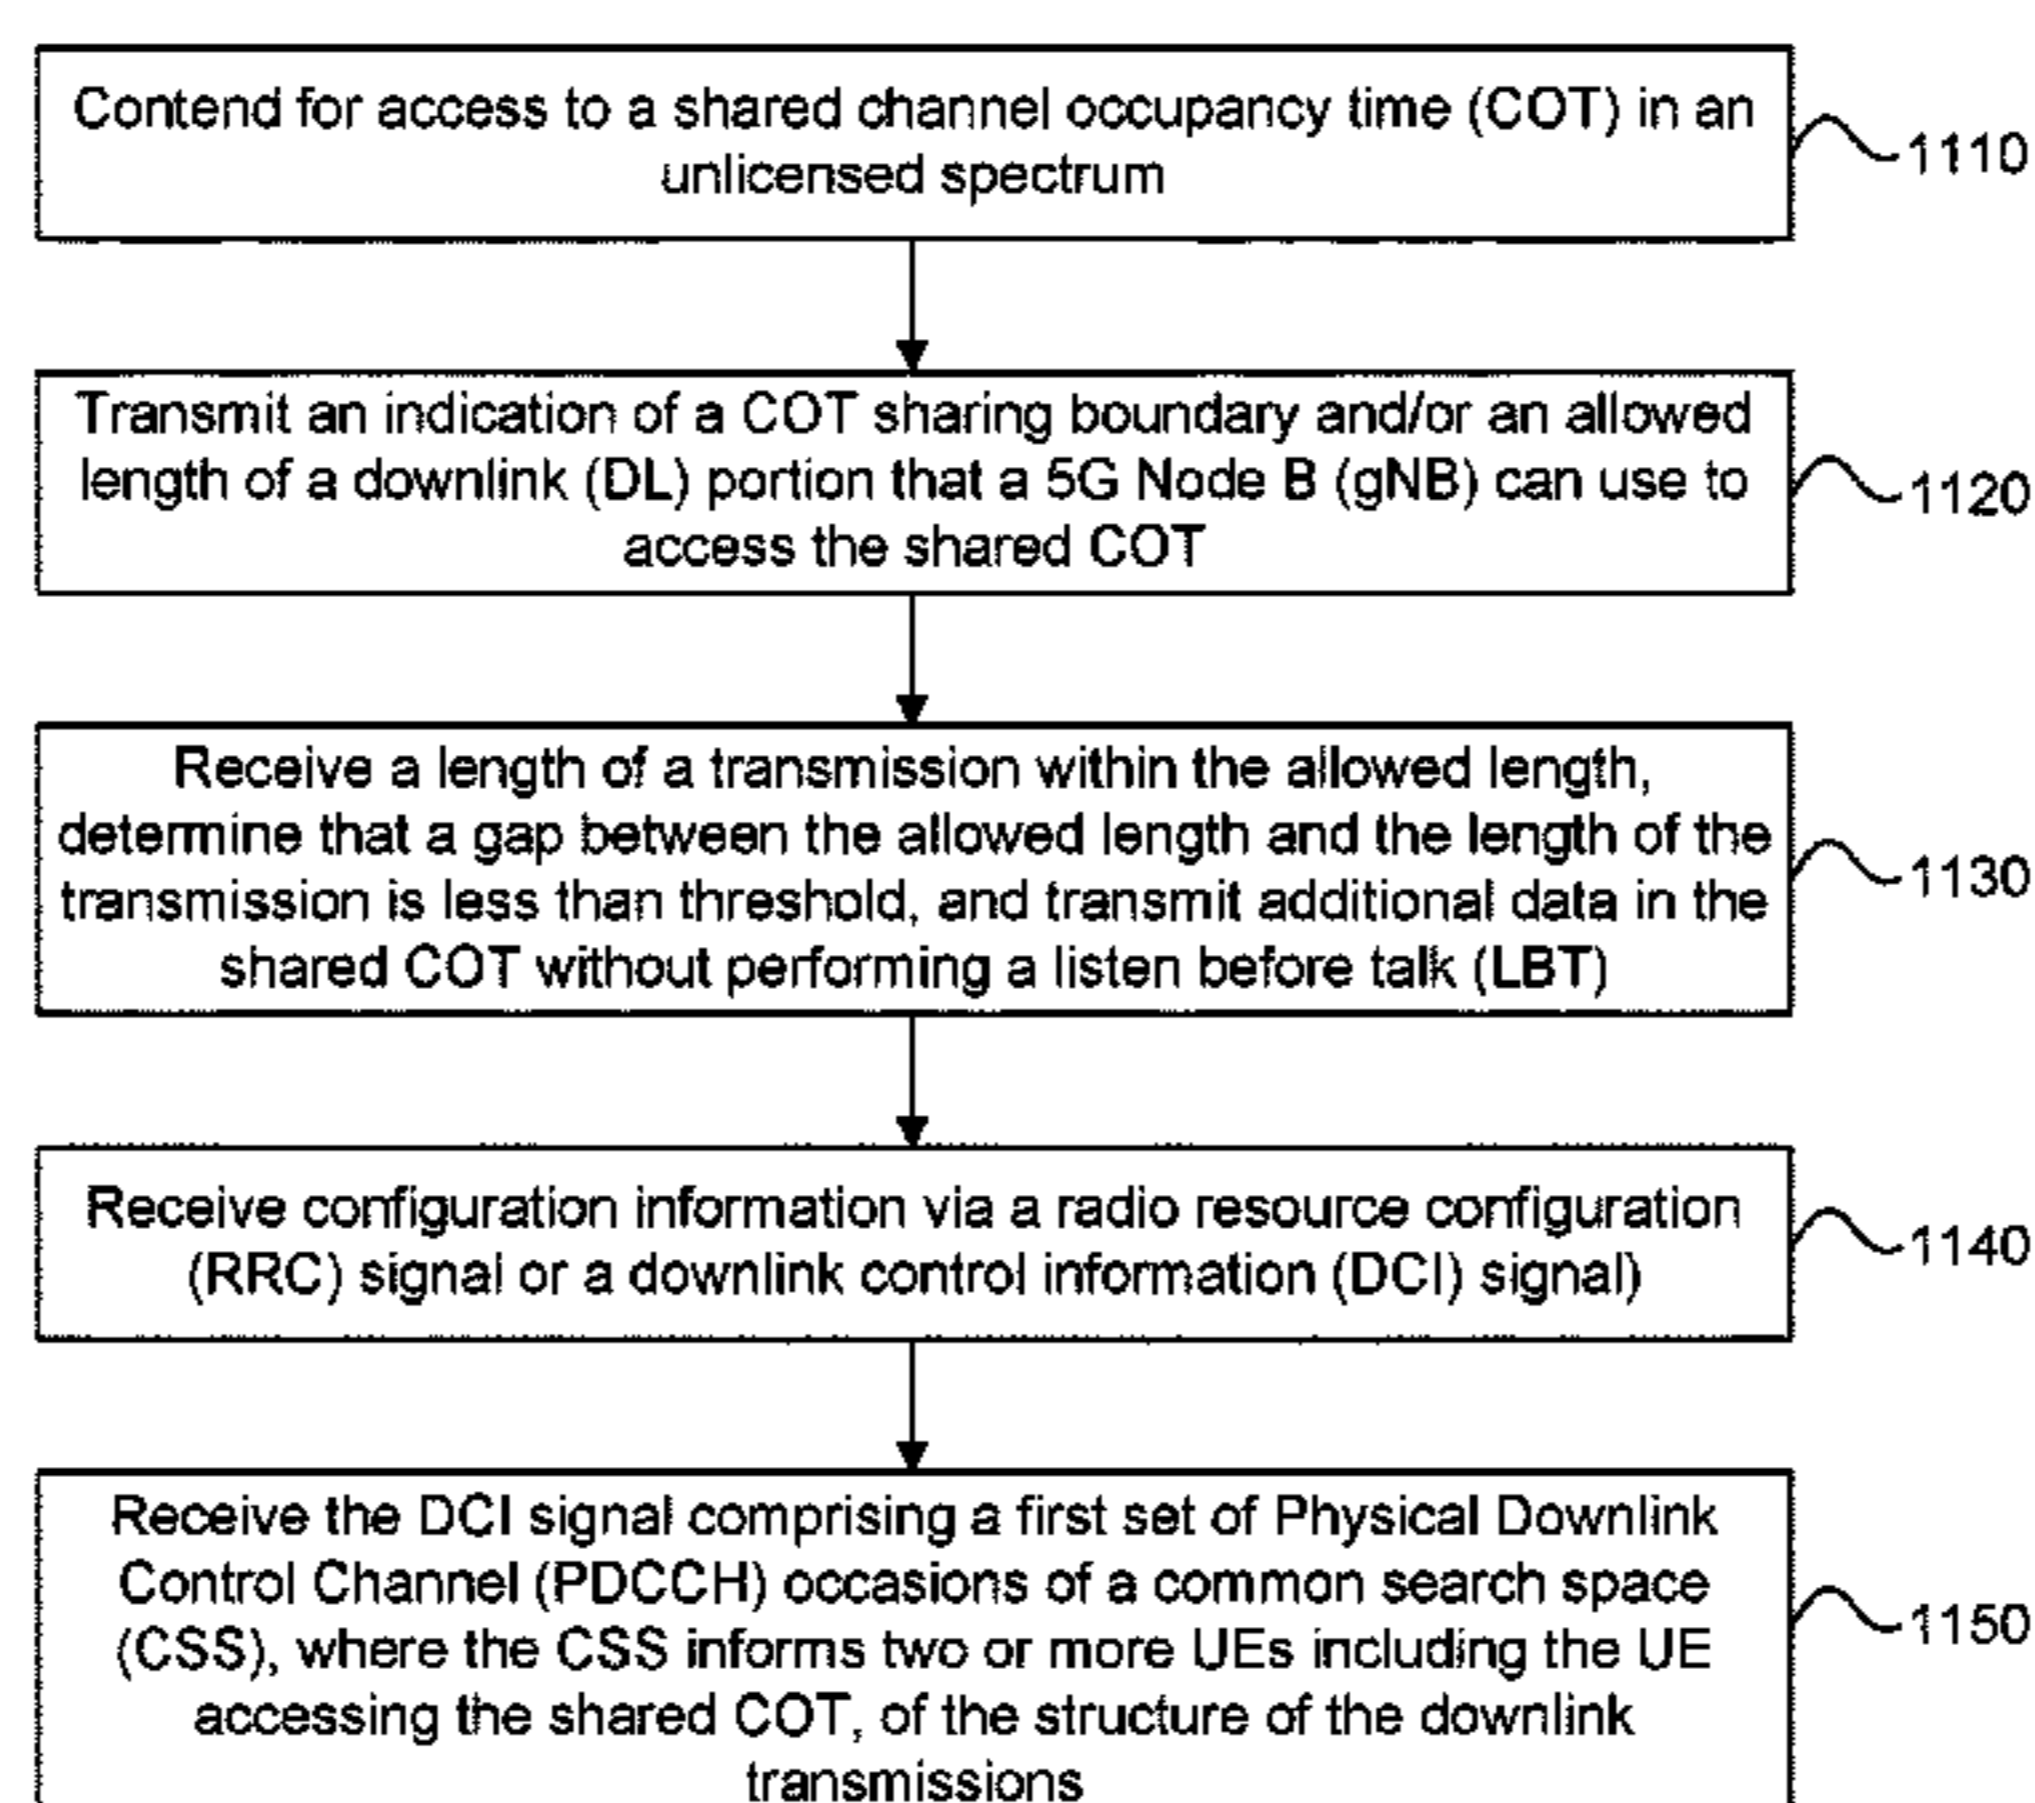 Contend for access to a shared channel occupancy time (COT) in an
unlicensed spectrum
1110
Transmit an indication of a COT sharing boundary and/or an allowed
length of a downlink (DL) portion that a 5G Node B (gNB) can use to
access the shared COT
1120
Receive a length of a transmission within the allowed length,
determine that a gap between the allowed length and the length of the
transmission is less than threshold, and transmit additional data in the
shared COT without performing a listen before talk (LBT)
1130
Receive configuration information via a radio resource configuration
(RRC) signal or a downlink control information (DCI) signal)
1140
Receive the DCI signal comprising a first set of Physical Downlink
Control Channel (PDCCH) occasions of a common search space
(CSS), where the CSS informs two or more UEs including the UE
accessing the shared COT, of the structure of the downlink
transmissions
1150